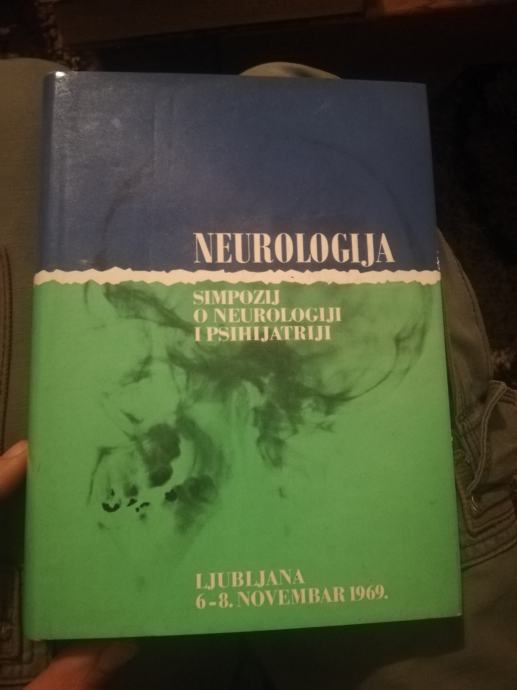 NEUROLOGIJA
SIMPOZIJ
O NEUROLOGIJI
I PSIHIJATRIJI
LJUBLJANA
6-8. NOVEMBAR 1969.